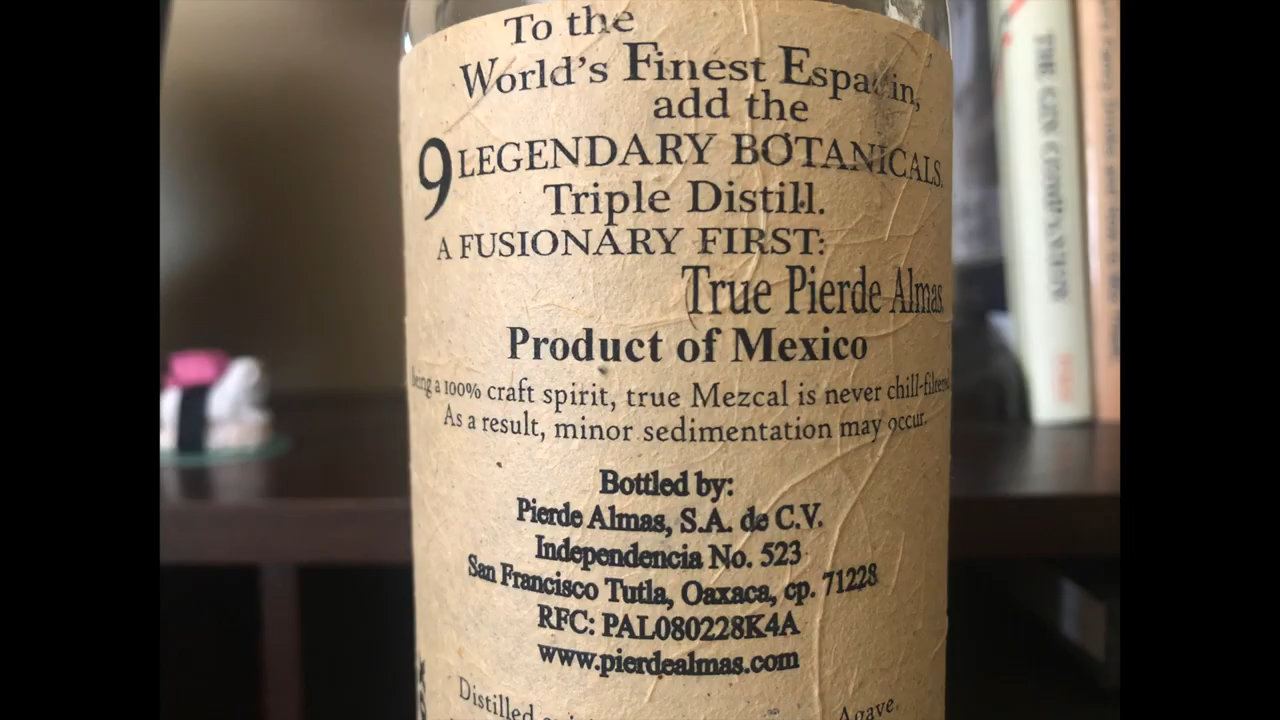 To the
World's Finest Espadin,
add the
9 LEGENDARY BOTANICALS.
Triple Distill.
A FUSIONARY FIRST:
True Pierde Almas.
Product of Mexico
Being a 100% craft spirit, true Mezcal is never chill-filtered.
As a result, minor sedimentation may occur.
Bottled by:
Pierde Almas, S.A. de C.V.
Independencia No. 523
San Francisco Tutla, Oaxaca, cp. 71228
RFC: PAL080228K4A
www.pierdealmas.com
Distilled
Agave.
THE